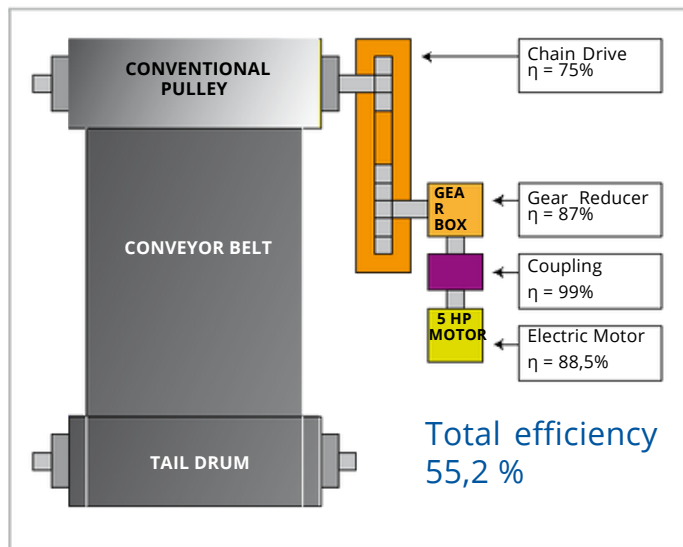 CONVENTIONAL
PULLEY
Chain Drive
η = 75%
GEA
R
BOX
Gear Reducer
η = 87%
CONVEYOR BELT
Coupling
η = 99%
5 HP
MOTOR
Electric Motor
η = 88,5%
TAIL DRUM
Total efficiency
55,2 %